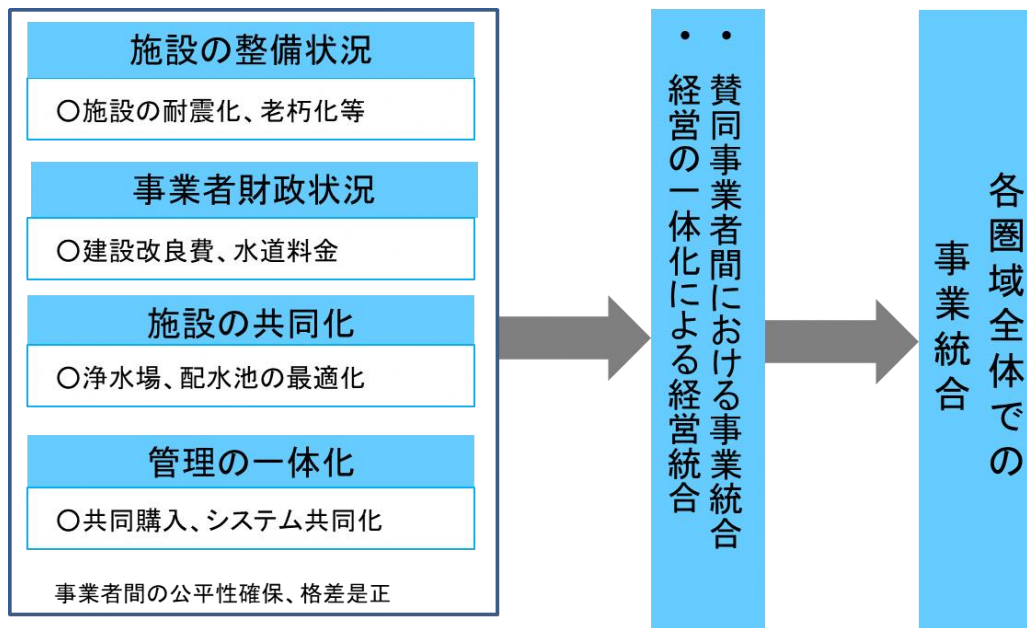 施設の整備状況
〇施設の耐震化、老朽化等
事業者財政状況
〇建設改良費、水道料金
施設の共同化
〇浄水場、配水池の最適化
管理の一体化
〇共同購入、システム共同化
事業者間の公平性確保、格差是正
・賛同事業者間における事業統合
・経営の一体化による経営統合
各圏域全体での
事業統合